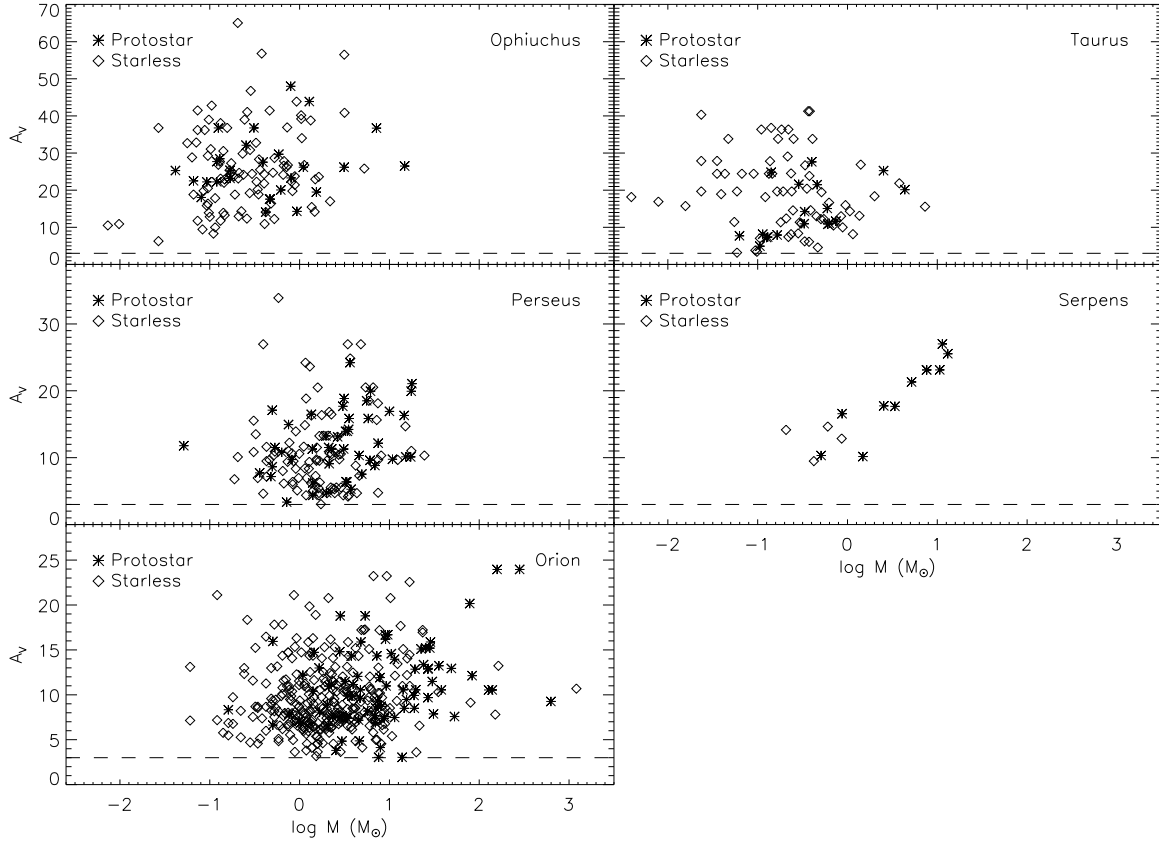 70
60
50
40
30
20
10
0
A_V
✳ Protostar
◇ Starless
Ophiuchus
✳ Protostar
◇ Starless
Taurus
30
20
10
0
A_V
✳ Protostar
◇ Starless
Perseus
✳ Protostar
◇ Starless
Serpens
−2 −1 0 1 2 3
log M (M☉)
25
20
15
10
5
0
A_V
✳ Protostar
◇ Starless
Orion
−2 −1 0 1 2 3
log M (M☉)